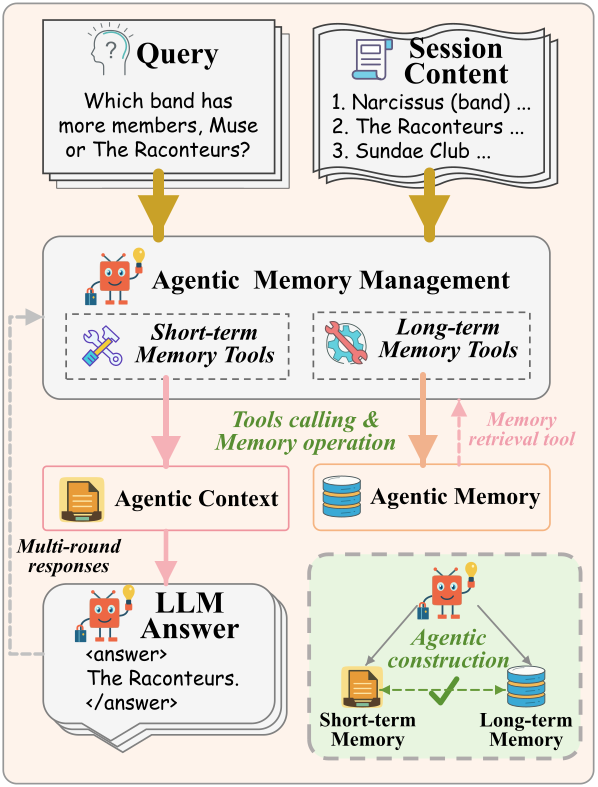 ?
Query
Which band has
more members, Muse
or The Raconteurs?
Session
Content
1. Narcissus (band) ...
2. The Raconteurs ...
3. Sundae Club ...
Agentic Memory Management
Short-term
Memory Tools
Long-term
Memory Tools
Tools calling &
Memory operation
Memory
retrieval tool
Agentic Context
Agentic Memory
Multi-round
responses
LLM
Answer
<answer>
The Raconteurs.
</answer>
Agentic
construction
Short-term
Memory
Long-term
Memory